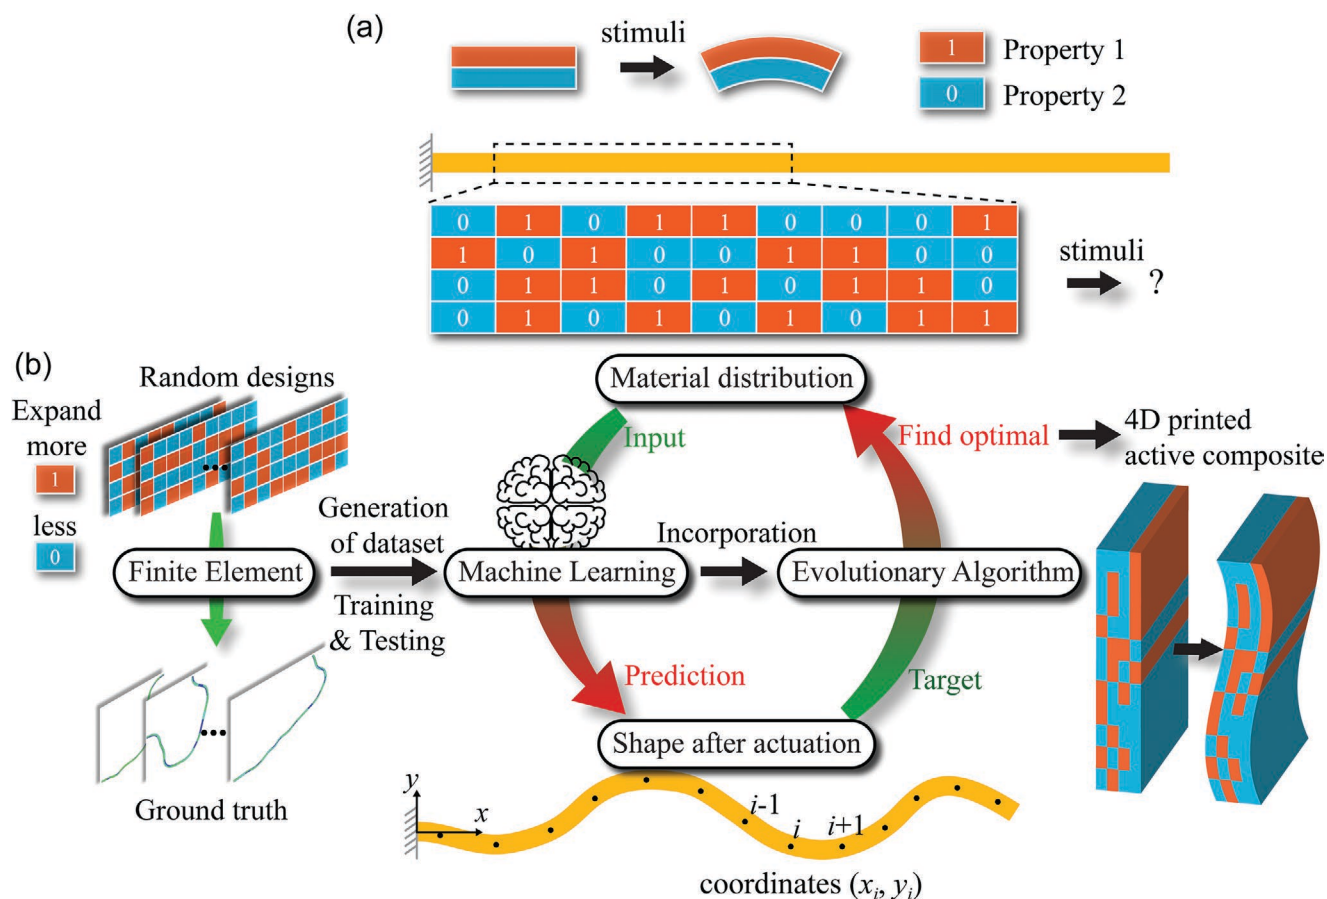 (a)
stimuli
1 Property 1
0 Property 2
0 1 0 1 1 0 0 0 1
1 0 1 0 0 1 1 0 0
0 1 1 0 1 0 1 1 0
0 1 0 1 0 1 0 1 1
stimuli
?
(b)
Random designs
Expand
more
1
less
0
...
Finite Element
...
Ground truth
Generation
of dataset
Training
& Testing
Material distribution
Input
Machine Learning
Prediction
Incorporation
Evolutionary Algorithm
Find optimal
Target
Shape after actuation
4D printed
active composite
y
x
i-1
i
i+1
coordinates (xᵢ, yᵢ)